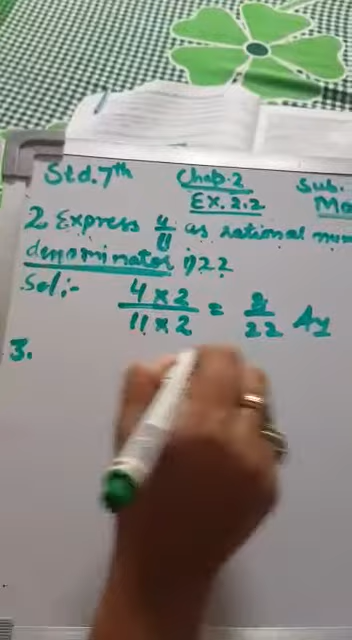 Std.7th Chap.2 Sub.
Ex. 2.2
2 Express 4/11 as rational num
denominator i) 22
Sol:- 4 × 2 / 11 × 2 = 8/22
3.